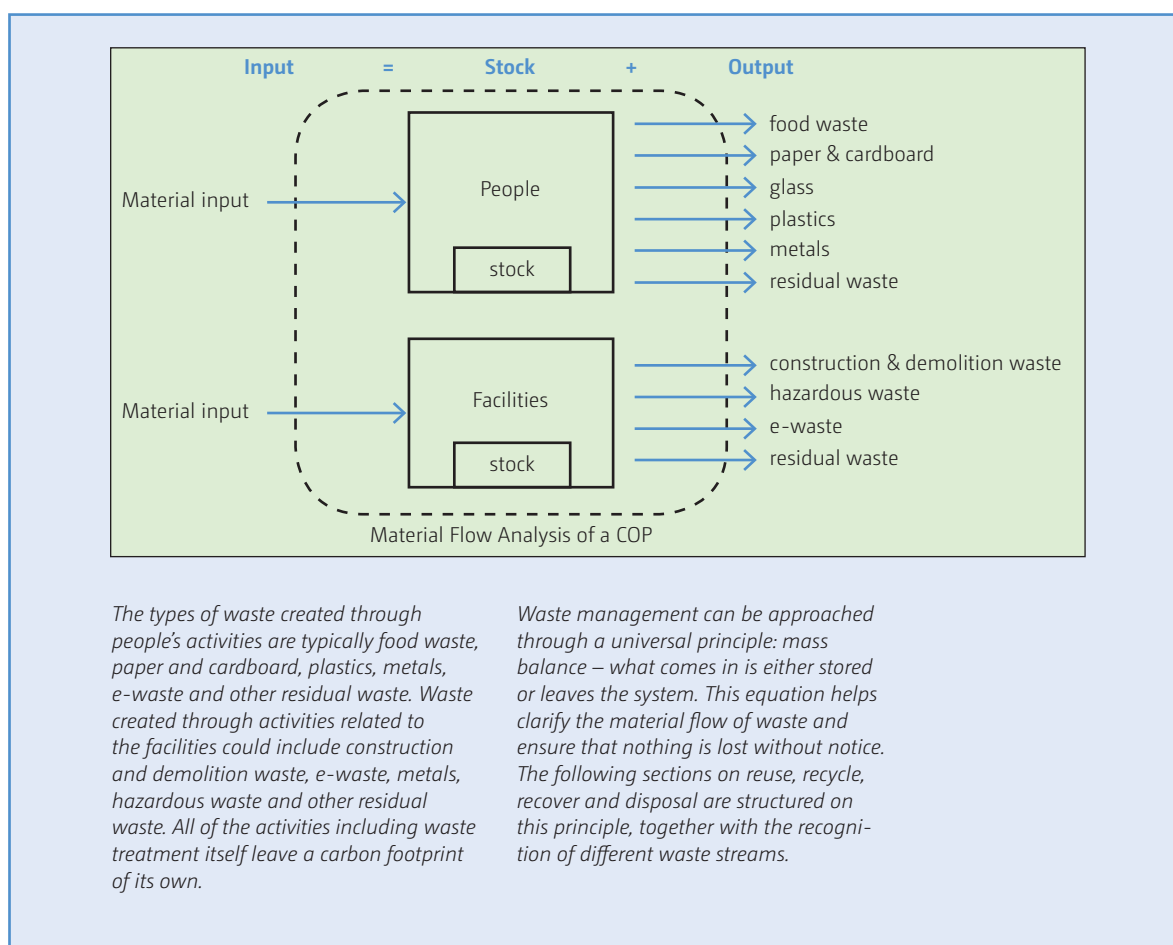 Input = Stock + Output
Material input
People
stock
food waste
paper & cardboard
glass
plastics
metals
residual waste
Material input
Facilities
stock
construction & demolition waste
hazardous waste
e-waste
residual waste
Material Flow Analysis of a COP
The types of waste created through
people's activities are typically food waste,
paper and cardboard, plastics, metals,
e-waste and other residual waste. Waste
created through activities related to
the facilities could include construction
and demolition waste, e-waste, metals,
hazardous waste and other residual
waste. All of the activities including waste
treatment itself leave a carbon footprint
of its own.
Waste management can be approached
through a universal principle: mass
balance – what comes in is either stored
or leaves the system. This equation helps
clarify the material flow of waste and
ensure that nothing is lost without notice.
The following sections on reuse, recycle,
recover and disposal are structured on
this principle, together with the recogni-
tion of different waste streams.